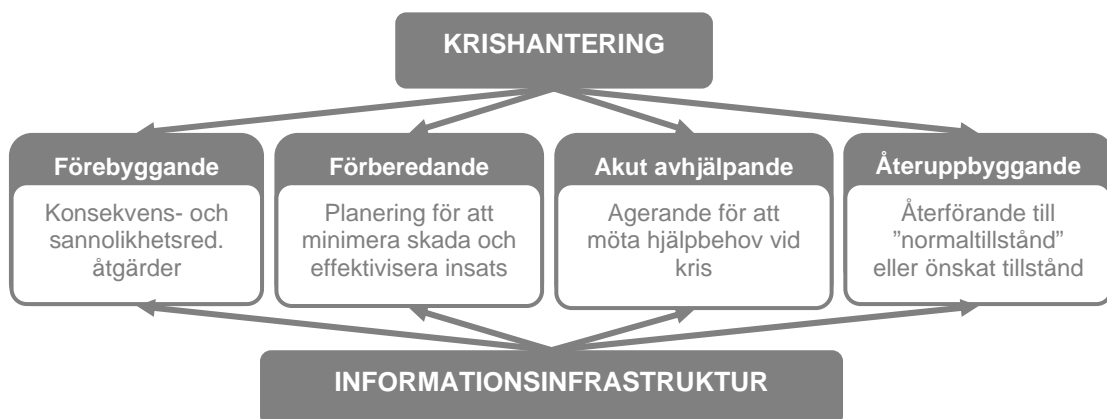 KRISHANTERING
Förebyggande
Konsekvens- och
sannolikhetsred.
åtgärder
Förberedande
Planering för att
minimera skada och
effektivisera insats
Akut avhjälpande
Agerande för att
möta hjälpbehov vid
kris
Återuppbyggande
Återförande till
”normaltillstånd”
eller önskat tillstånd
INFORMATIONSINFRASTRUKTUR